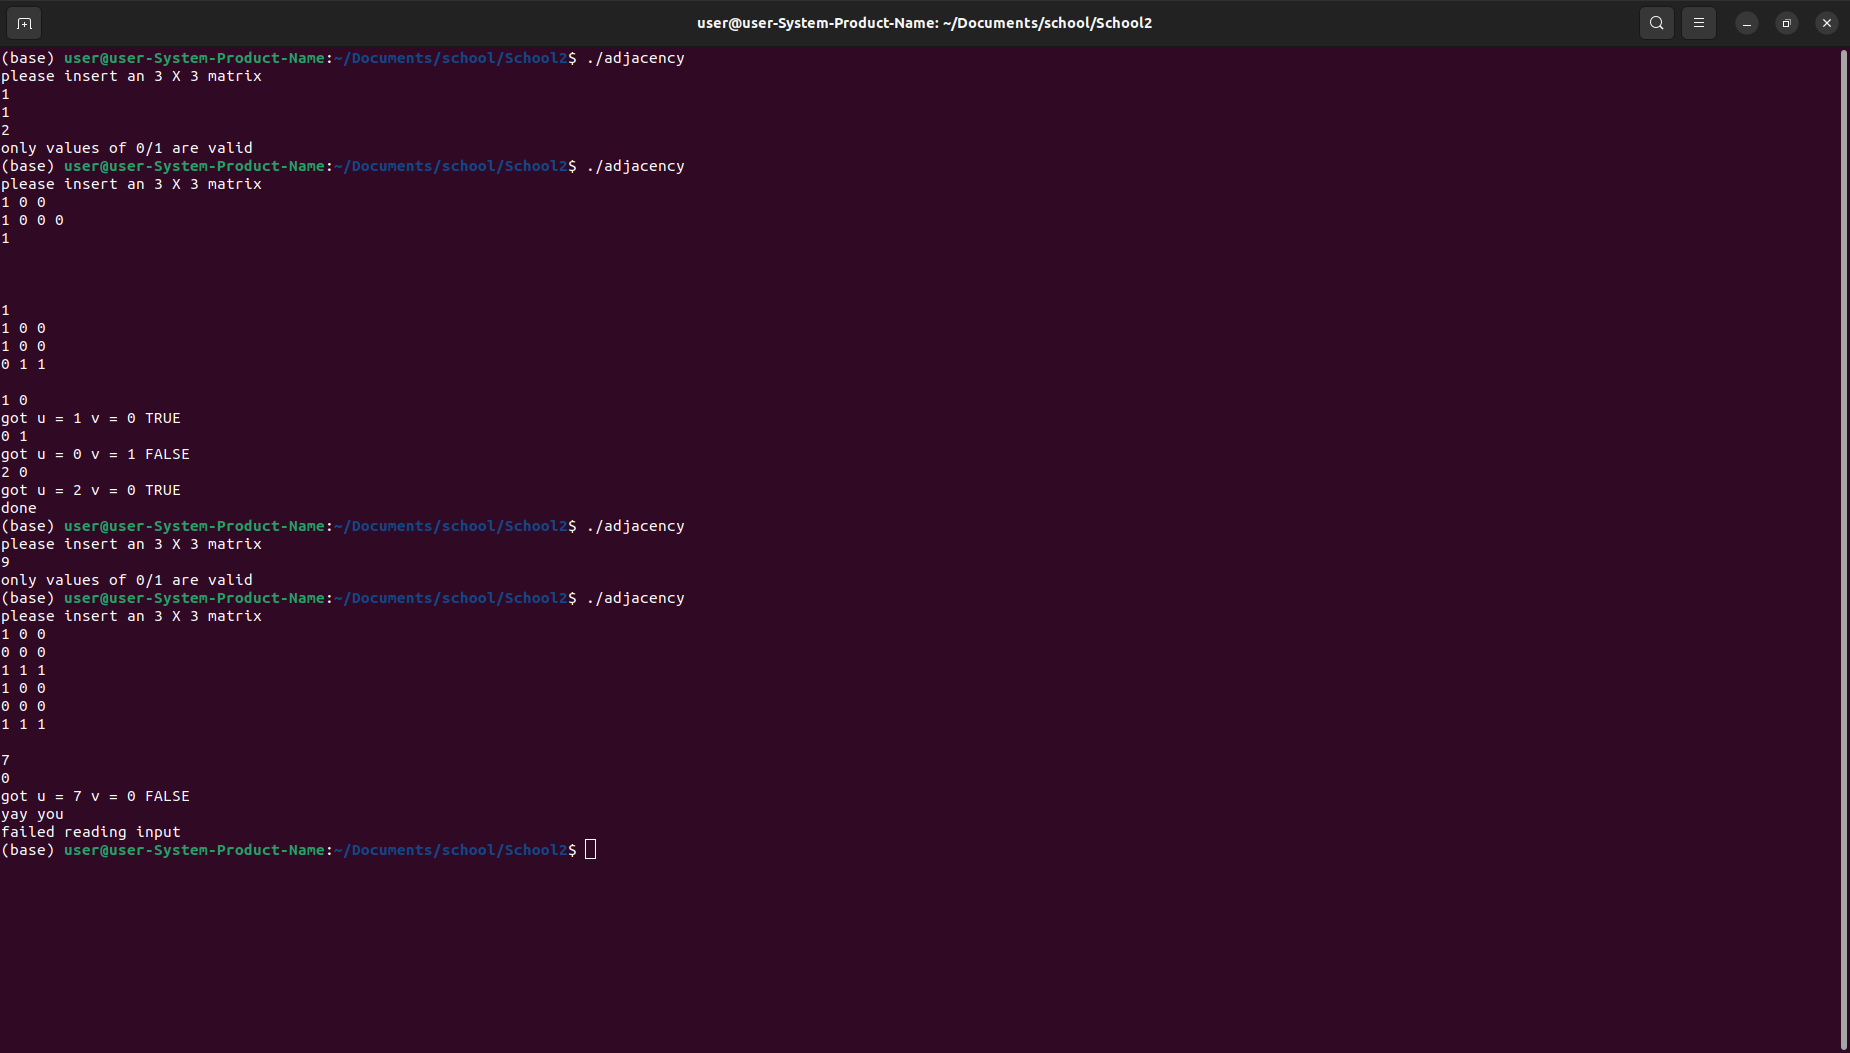 user@user-System-Product-Name: ~/Documents/school/School2
(base) user@user-System-Product-Name:~/Documents/school/School2$ ./adjacency
please insert an 3 X 3 matrix
1
1
2
only values of 0/1 are valid
(base) user@user-System-Product-Name:~/Documents/school/School2$ ./adjacency
please insert an 3 X 3 matrix
1 0 0
1 0 0 0
1
1
1 0 0
1 0 0
0 1 1
1 0
got u = 1 v = 0 TRUE
0 1
got u = 0 v = 1 FALSE
2 0
got u = 2 v = 0 TRUE
done
(base) user@user-System-Product-Name:~/Documents/school/School2$ ./adjacency
please insert an 3 X 3 matrix
9
only values of 0/1 are valid
(base) user@user-System-Product-Name:~/Documents/school/School2$ ./adjacency
please insert an 3 X 3 matrix
1 0 0
0 0 0
1 1 1
1 0 0
0 0 0
1 1 1
7
0
got u = 7 v = 0 FALSE
yay you
failed reading input
(base) user@user-System-Product-Name:~/Documents/school/School2$